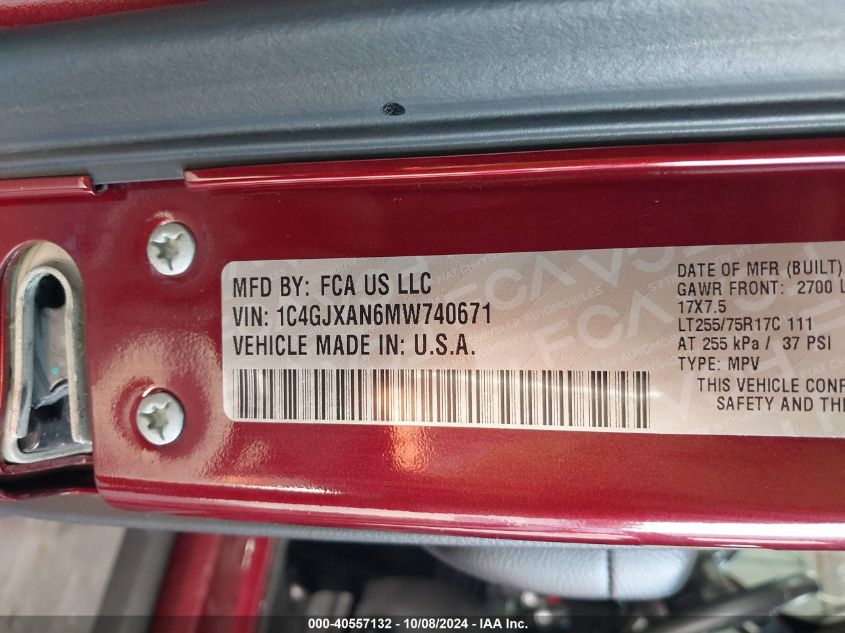 MFD BY: FCA US LLC
VIN: 1C4GJXAN6MW740671
VEHICLE MADE IN: U.S.A.
DATE OF MFR (BUILT)
GAWR FRONT: 2700
17X7.5
LT255/75R17C 111
AT 255 kPa / 37 PSI
TYPE: MPV
THIS VEHICLE
SAFETY AND
000-40557132 - 10/08/2024 - IAA Inc.